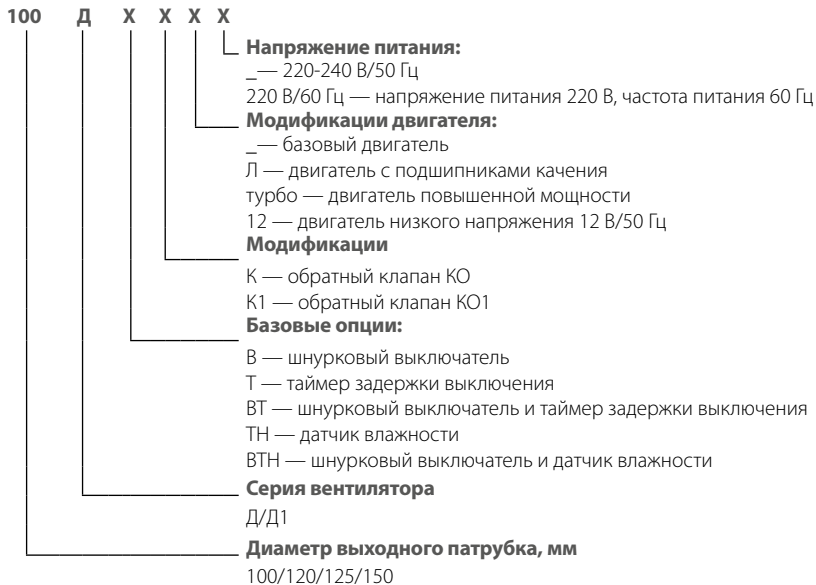 100 Д Х Х Х Х
Напряжение питания:
_— 220-240 В/50 Гц
220 В/60 Гц — напряжение питания 220 В, частота питания 60 Гц
Модификации двигателя:
_— базовый двигатель
Л — двигатель с подшипниками качения
турбо — двигатель повышенной мощности
12 — двигатель низкого напряжения 12 В/50 Гц
Модификации
К — обратный клапан КО
К1 — обратный клапан КО1
Базовые опции:
В — шнурковый выключатель
Т — таймер задержки выключения
ВТ — шнурковый выключатель и таймер задержки выключения
ТН — датчик влажности
ВТН — шнурковый выключатель и датчик влажности
Серия вентилятора
Д/Д1
Диаметр выходного патрубка, мм
100/120/125/150